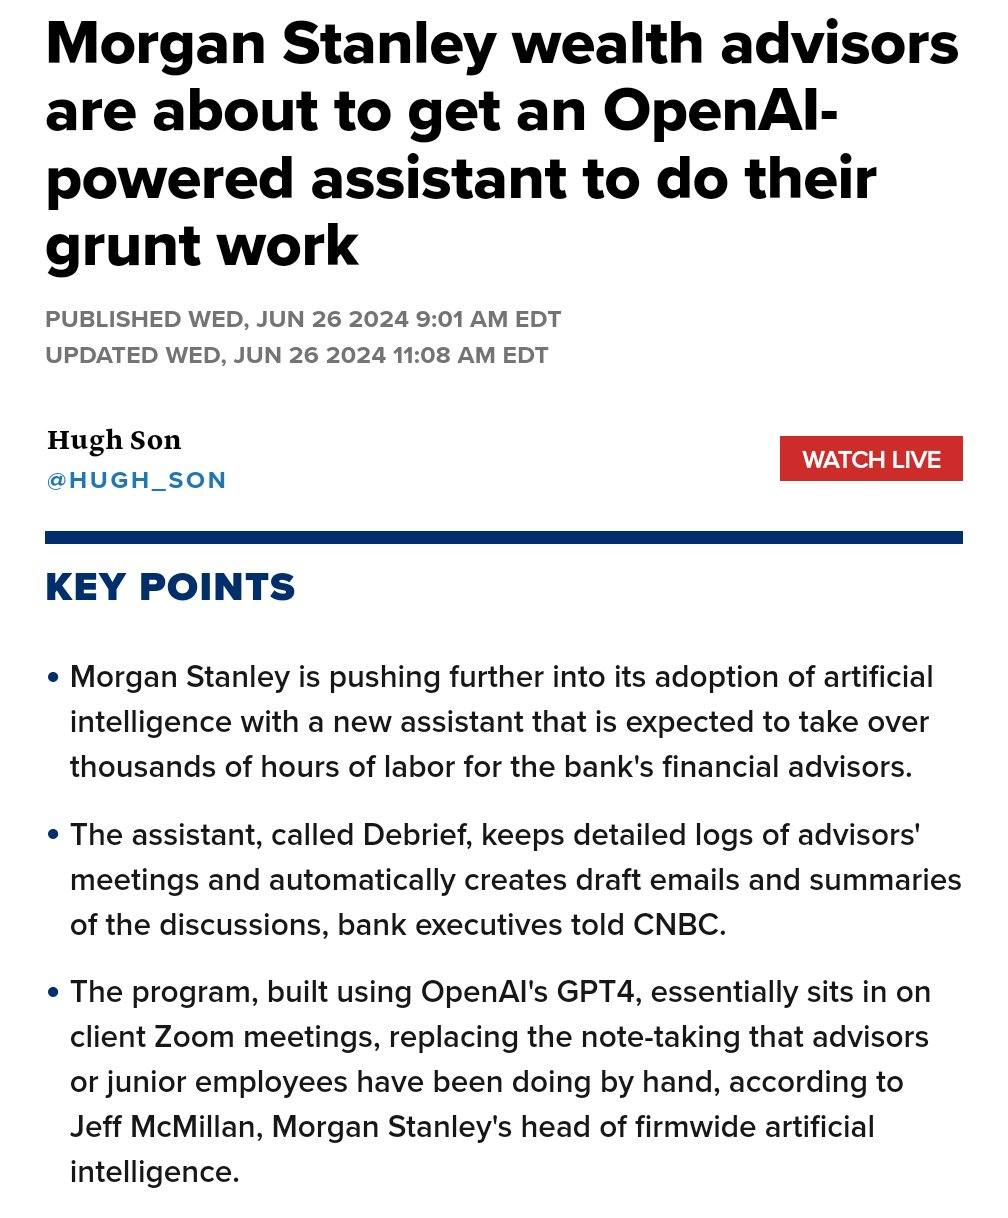 Morgan Stanley wealth advisors
are about to get an OpenAI-
powered assistant to do their
grunt work
PUBLISHED WED, JUN 26 2024 9:01 AM EDT
UPDATED WED, JUN 26 2024 11:08 AM EDT
Hugh Son
@HUGH_SON
WATCH LIVE
KEY POINTS
• Morgan Stanley is pushing further into its adoption of artificial
intelligence with a new assistant that is expected to take over
thousands of hours of labor for the bank's financial advisors.
• The assistant, called Debrief, keeps detailed logs of advisors'
meetings and automatically creates draft emails and summaries
of the discussions, bank executives told CNBC.
• The program, built using OpenAI's GPT4, essentially sits in on
client Zoom meetings, replacing the note-taking that advisors
or junior employees have been doing by hand, according to
Jeff McMillan, Morgan Stanley's head of firmwide artificial
intelligence.